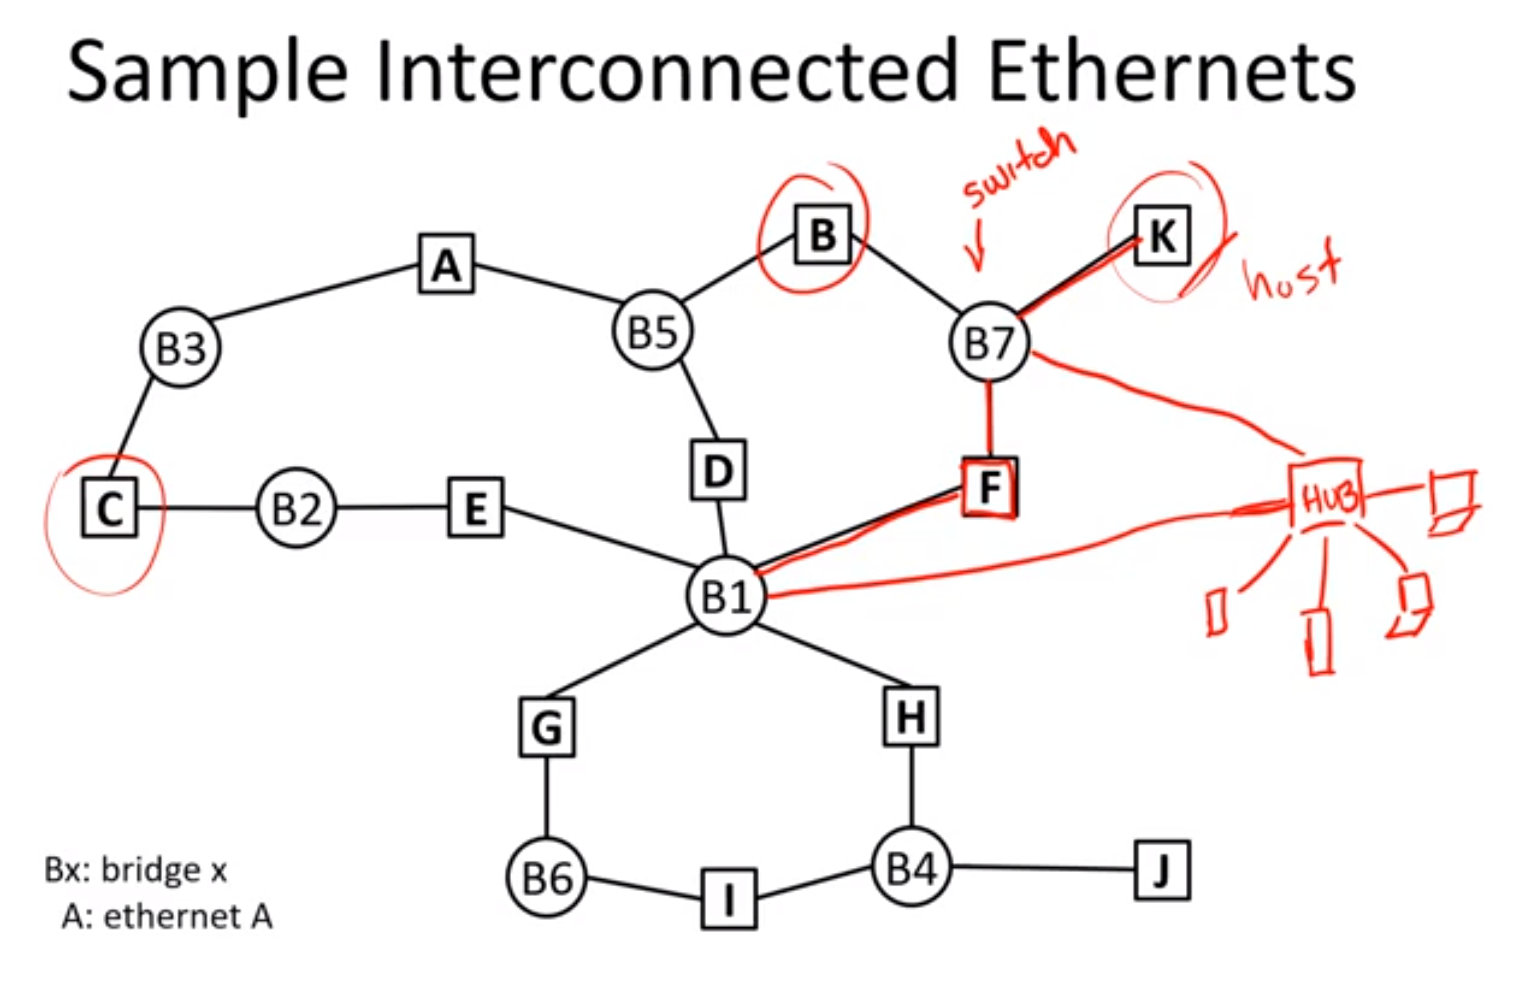 Sample Interconnected Ethernets
switch
B
K
A
host
B3
B5
B7
D
C
B2
E
F
HUB
B1
G
H
B6
I
B4
J
Bx: bridge x
A: ethernet A